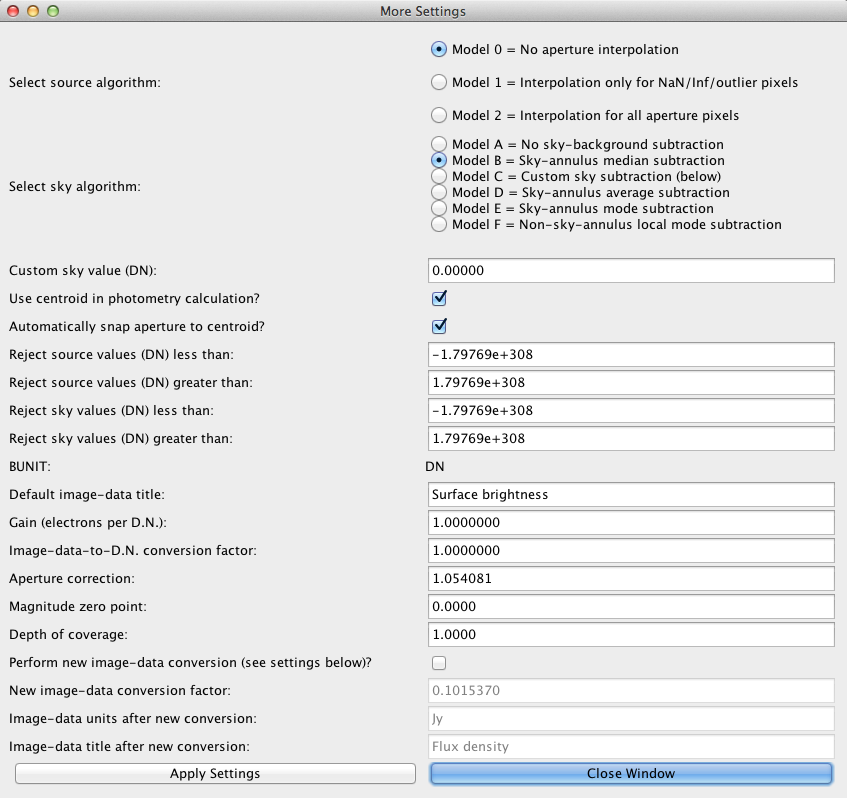 More Settings
Select source algorithm:
Model 0 = No aperture interpolation
Model 1 = Interpolation only for NaN/Inf/outlier pixels
Model 2 = Interpolation for all aperture pixels
Select sky algorithm:
Model A = No sky-background subtraction
Model B = Sky-annulus median subtraction
Model C = Custom sky subtraction (below)
Model D = Sky-annulus average subtraction
Model E = Sky-annulus mode subtraction
Model F = Non-sky-annulus local mode subtraction
Custom sky value (DN): 0.00000
Use centroid in photometry calculation?
Automatically snap aperture to centroid?
Reject source values (DN) less than: -1.79769e+308
Reject source values (DN) greater than: 1.79769e+308
Reject sky values (DN) less than: -1.79769e+308
Reject sky values (DN) greater than: 1.79769e+308
BUNIT: DN
Default image-data title: Surface brightness
Gain (electrons per D.N.): 1.0000000
Image-data-to-D.N. conversion factor: 1.0000000
Aperture correction: 1.054081
Magnitude zero point: 0.0000
Depth of coverage: 1.0000
Perform new image-data conversion (see settings below)?
New image-data conversion factor: 0.1015370
Image-data units after new conversion: Jy
Image-data title after new conversion: Flux density
Apply Settings Close Window